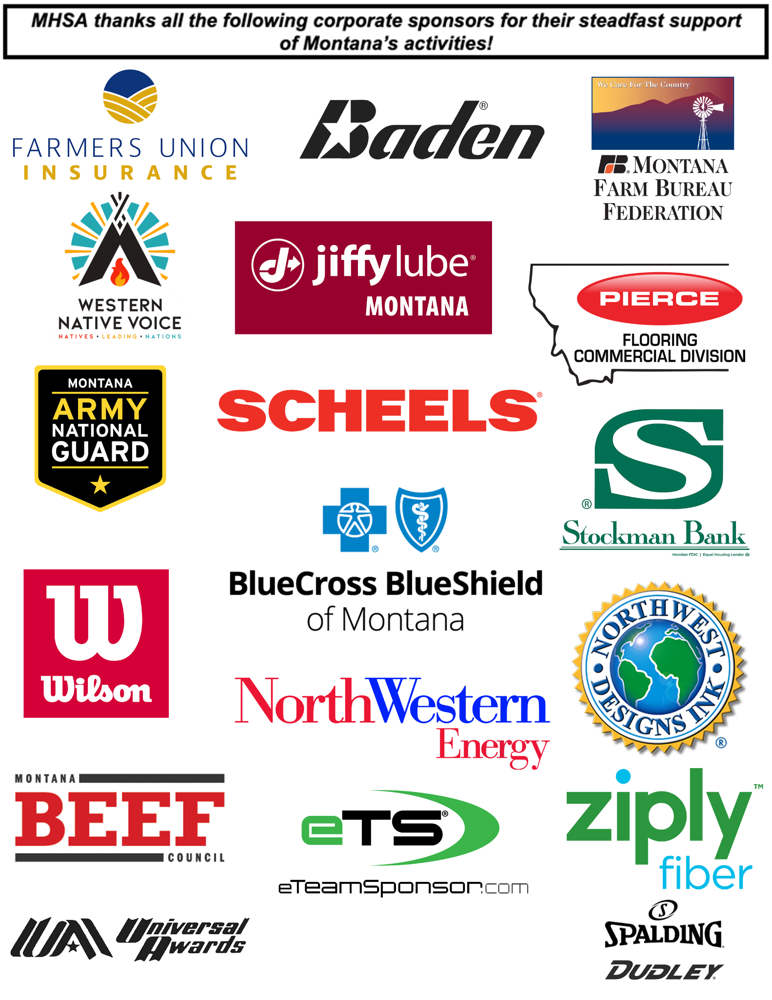 MHSA thanks all the following corporate sponsors for their steadfast support
of Montana's activities!
FARMERS UNION
INSURANCE
Baden®
We Care For The Country
FB® MONTANA
FARM BUREAU
FEDERATION
WESTERN
NATIVE VOICE
NATIVES • LEADING • NATIONS
jiffy lube®
MONTANA
PIERCE
FLOORING
COMMERCIAL DIVISION
MONTANA
ARMY
NATIONAL
GUARD
SCHEELS®
S
®
Stockman Bank
Member FDIC | Equal Housing Lender
® ®
BlueCross BlueShield
of Montana
W
Wilson
NORTHWEST
DESIGNS INK
®
NorthWestern
Energy
MONTANA
BEEF
COUNCIL
eTS®
eTeamSponsor.com
ziply™
fiber
UA Universal
Awards
S
SPALDING®
DUDLEY®